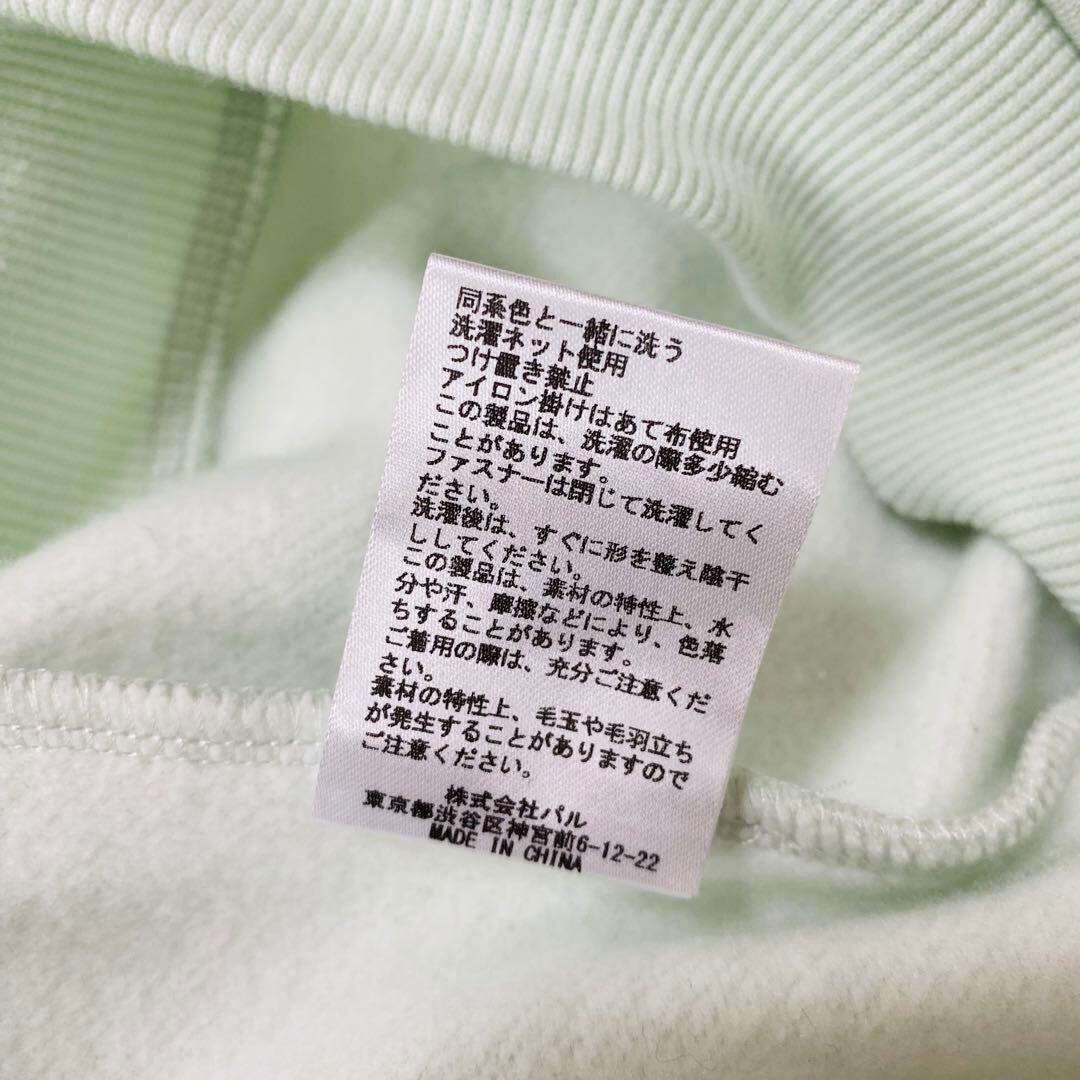 同系色と一緒に洗う
洗濯ネット使用
つけ置き禁止
アイロン掛けはあて布使用
この製品は、洗濯の際多少縮む
ことがあります。
ファスナーは閉じて洗濯してく
ださい。
洗濯後は、すぐに形を整え陰干
ししてください。
この製品は、素材の特性上、水
分や汗、摩擦などにより、色落
ちすることがあります。
ご着用の際は、充分ご注意くだ
さい。
素材の特性上、毛玉や毛羽立ち
が発生することがありますので
ご注意ください。
株式会社パル
東京都渋谷区神宮前6-12-22
MADE IN CHINA